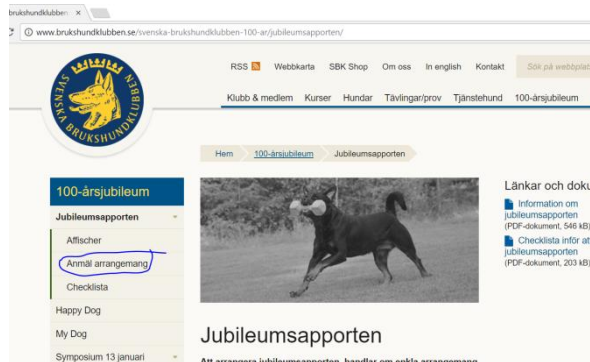 brukshundklubben ×
www.brukshundklubben.se/svenska-brukshundklubben-100-ar/jubileumsapporten/
RSS Webbkarta SBK Shop Om oss In english Kontakt Sök på webbplat
Klubb & medlem Kurser Hundar Tävlingar/prov Tjänstehund 100-årsjubileum
SVENSKA BRUKSHUNDKLUBBEN
Hem 100-årsjubileum Jubileumsapporten
100-årsjubileum
Jubileumsapporten
Affischer
Anmäl arrangemang
Checklista
Happy Dog
My Dog
Symposium 13 januari
Länkar och doku
Information om
jubileumsapporten
(PDF-dokument, 546 kB)
Checklista inför at
jubileumsapporten
(PDF-dokument, 203 kB)
Jubileumsapporten
Att arrangera jubileumsapporten, handlar om enkla arrangemang